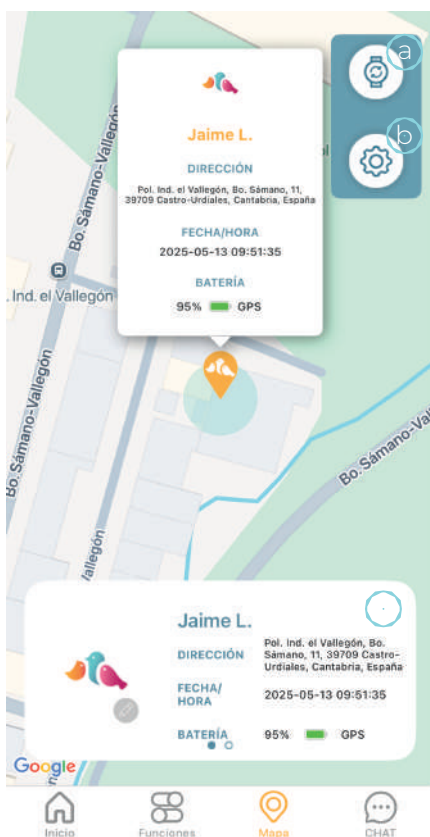 a
b
Jaime L.
DIRECCIÓN
Pol. Ind. el Vallegón, Bo. Sámano, 11,
39709 Castro-Urdiales, Cantabria, España
FECHA/HORA
2025-05-13 09:51:35
BATERÍA
95% GPS
Bo. Sámano-Vallegón
. Ind. el Vallegón
Bo. Sámano-Vallegón
Bo. Sámano-Val
allegón
Jaime L.
DIRECCIÓN
Pol. Ind. el Vallegón, Bo.
Sámano, 11, 39709 Castro-
Urdiales, Cantabria, España
FECHA/
HORA
2025-05-13 09:51:35
BATERÍA
95% GPS
Google
Inicio
Funciones
Mapa
CHAT